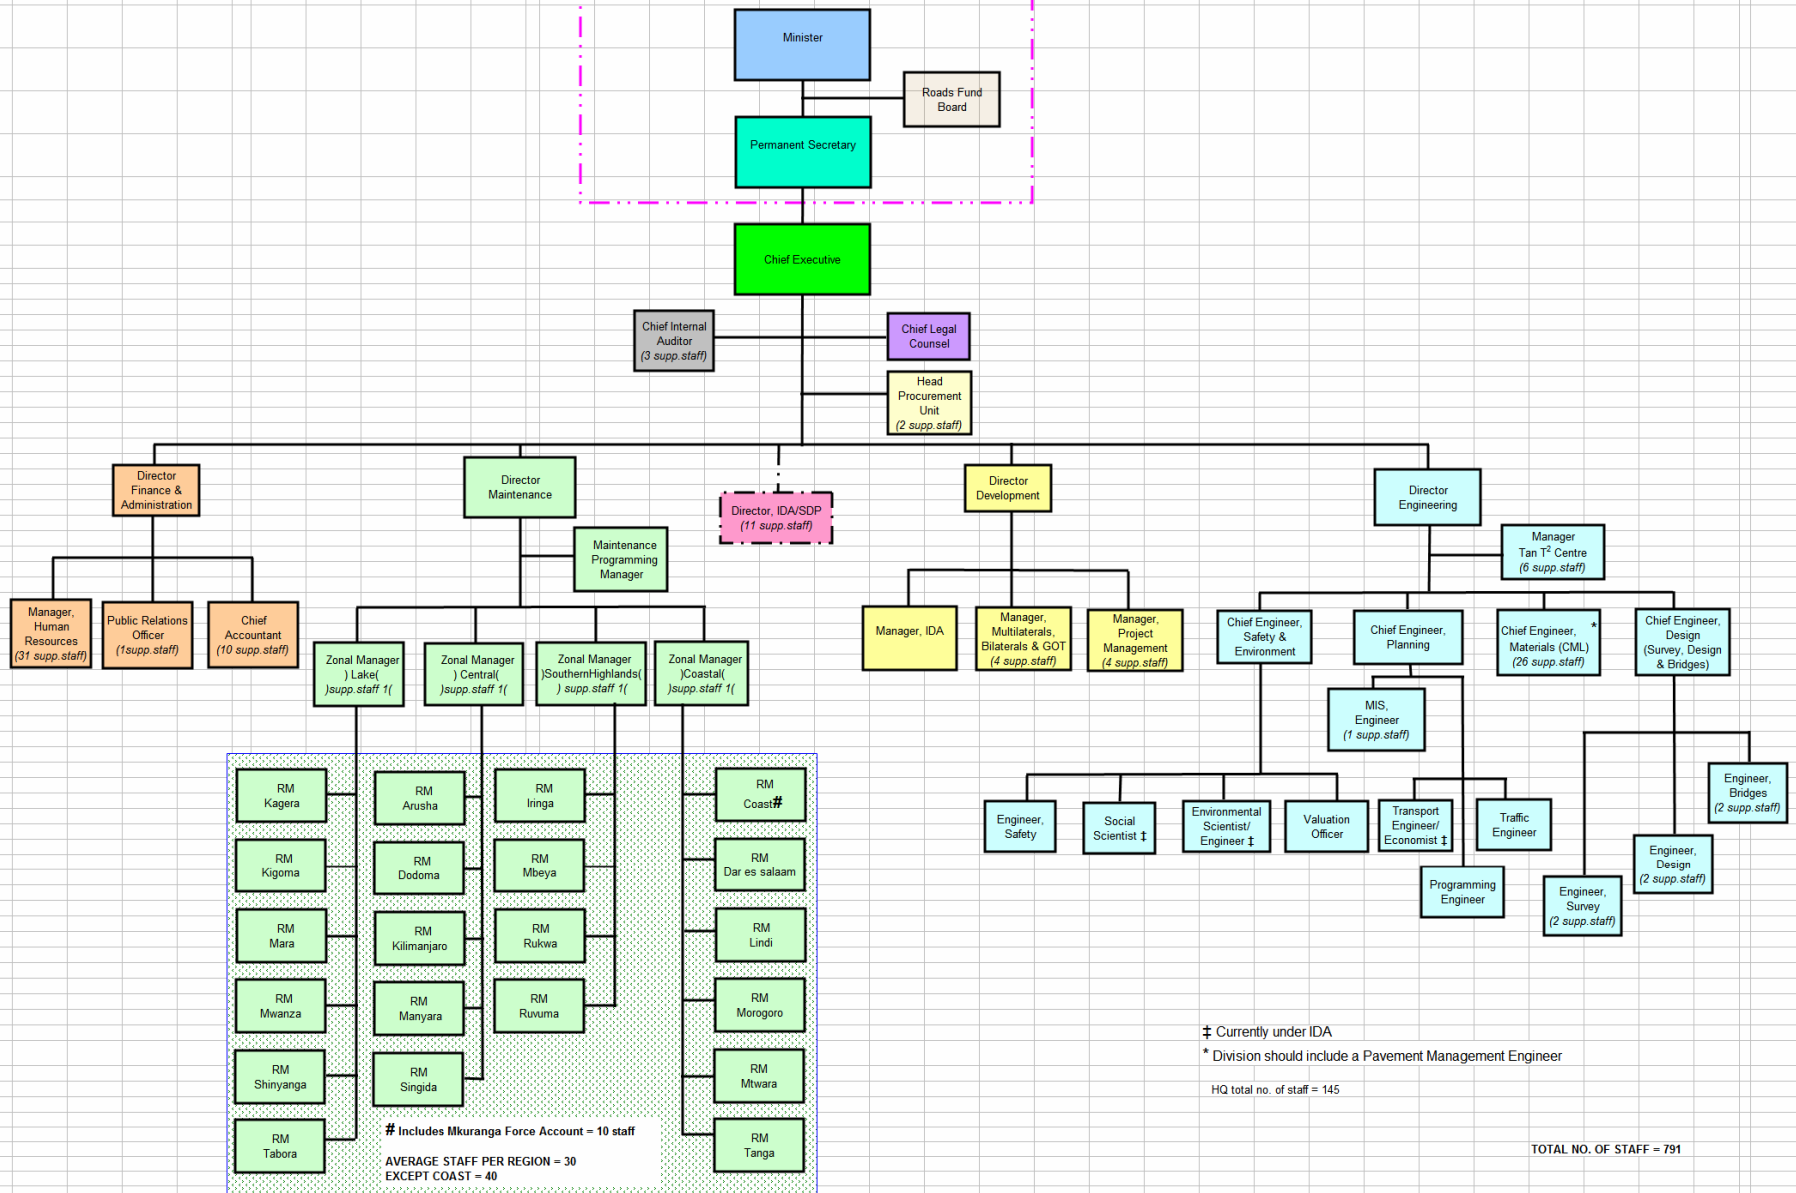 Minister
Roads Fund
Board
Permanent Secretary
Chief Executive
Chief Internal
Auditor
(3 supp.staff)
Chief Legal
Counsel
Head
Procurement
Unit
(2 supp.staff)
Director
Finance &
Administration
Director
Maintenance
Director, IDA/SDP
(11 supp.staff)
Director
Development
Director
Engineering
Maintenance
Programming
Manager
Manager
Tan T² Centre
(6 supp.staff)
Manager,
Human
Resources
(31 supp.staff)
Public Relations
Officer
(1supp.staff)
Chief
Accountant
(10 supp.staff)
Zonal Manager
) Lake(
)supp.staff 1(
Zonal Manager
) Central(
)supp.staff 1(
Zonal Manager
)SouthernHighlands(
) supp.staff 1(
Zonal Manager
)Coastal(
)supp.staff 1(
Manager, IDA
Manager,
Multilaterals,
Bilaterals & GOT
(4 supp.staff)
Manager,
Project
Management
(4 supp.staff)
Chief Engineer,
Safety &
Environment
Chief Engineer,
Planning
Chief Engineer, *
Materials (CML)
(26 supp.staff)
Chief Engineer,
Design
(Survey, Design
& Bridges)
MIS,
Engineer
(1 supp.staff)
Engineer,
Safety
Social
Scientist ‡
Environmental
Scientist/
Engineer ‡
Valuation
Officer
Transport
Engineer/
Economist ‡
Traffic
Engineer
Programming
Engineer
Engineer,
Bridges
(2 supp.staff)
Engineer,
Design
(2 supp.staff)
Engineer,
Survey
(2 supp.staff)
RM
Kagera
RM
Kigoma
RM
Mara
RM
Mwanza
RM
Shinyanga
RM
Tabora
RM
Arusha
RM
Dodoma
RM
Kilimanjaro
RM
Manyara
RM
Singida
RM
Iringa
RM
Mbeya
RM
Rukwa
RM
Ruvuma
RM
Coast#
RM
Dar es salaam
RM
Lindi
RM
Morogoro
RM
Mtwara
RM
Tanga
# Includes Mkuranga Force Account = 10 staff
AVERAGE STAFF PER REGION = 30
EXCEPT COAST = 40
‡ Currently under IDA
* Division should include a Pavement Management Engineer
HQ total no. of staff = 145
TOTAL NO. OF STAFF = 791